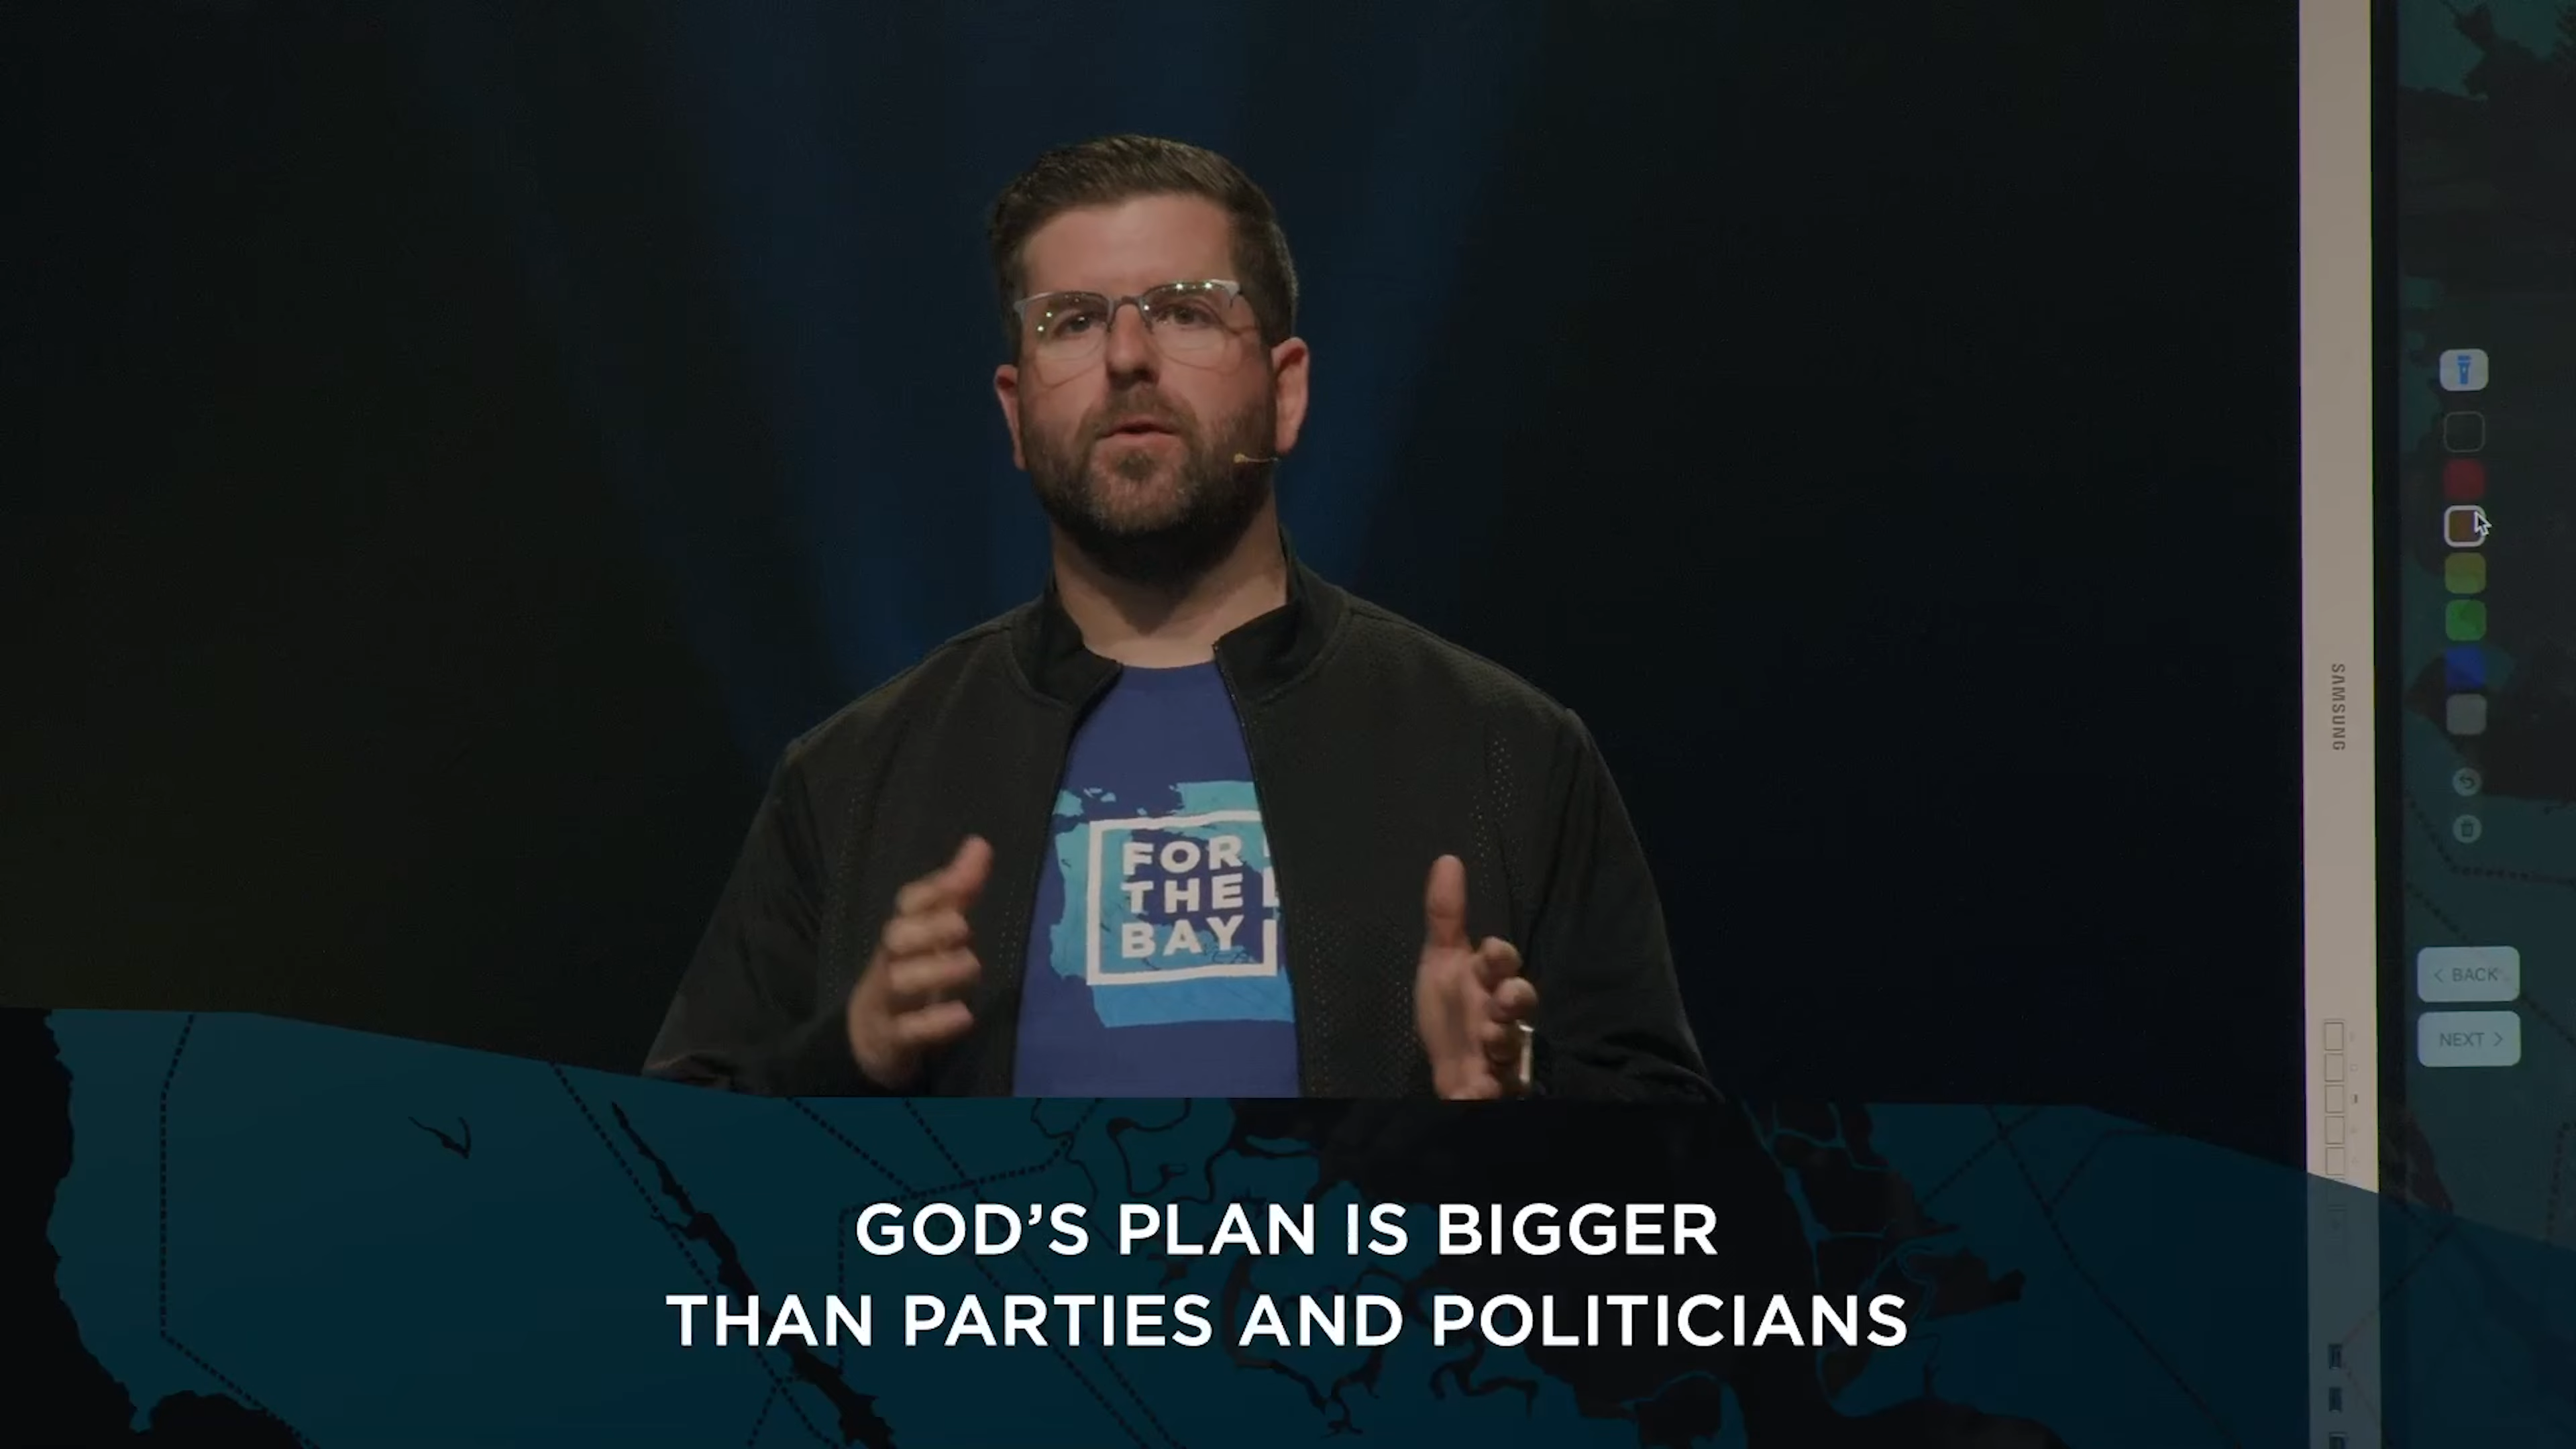 FOR
THE
BAY
SAMSUNG
< BACK
NEXT >
GOD'S PLAN IS BIGGER
THAN PARTIES AND POLITICIANS